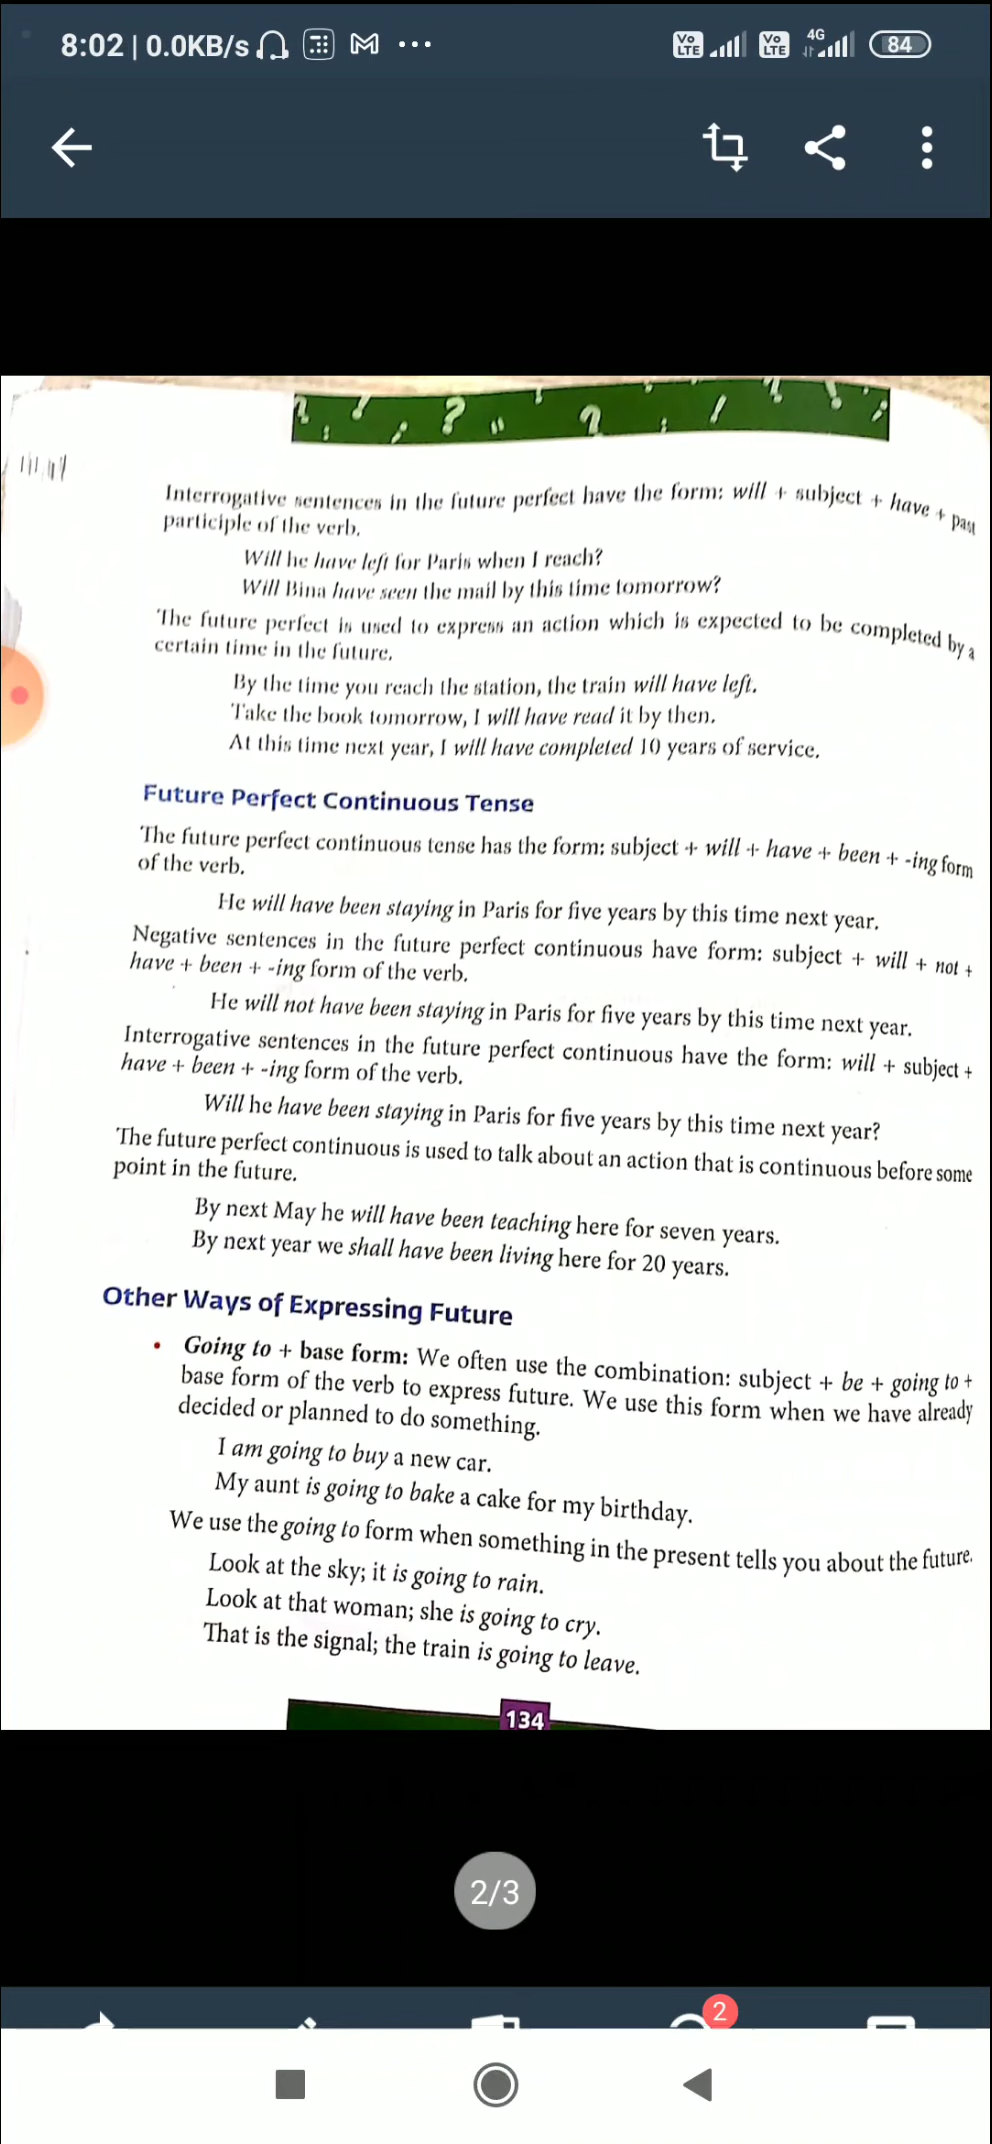 8:02 | 0.0KB/s
Vo LTE Vo LTE 4G 84
Interrogative sentences in the future perfect have the form: will + subject + have + past
participle of the verb.
Will he have left for Paris when I reach?
Will Bina have seen the mail by this time tomorrow?
The future perfect is used to express an action which is expected to be completed by a
certain time in the future.
By the time you reach the station, the train will have left.
Take the book tomorrow, I will have read it by then.
At this time next year, I will have completed 10 years of service.
Future Perfect Continuous Tense
The future perfect continuous tense has the form: subject + will + have + been + -ing form
of the verb.
He will have been staying in Paris for five years by this time next year.
Negative sentences in the future perfect continuous have form: subject + will + not +
have + been + -ing form of the verb.
He will not have been staying in Paris for five years by this time next year.
Interrogative sentences in the future perfect continuous have the form: will + subject +
have + been + -ing form of the verb.
Will he have been staying in Paris for five years by this time next year?
The future perfect continuous is used to talk about an action that is continuous before some
point in the future.
By next May he will have been teaching here for seven years.
By next year we shall have been living here for 20 years.
Other Ways of Expressing Future
• Going to + base form: We often use the combination: subject + be + going to +
base form of the verb to express future. We use this form when we have already
decided or planned to do something.
I am going to buy a new car.
My aunt is going to bake a cake for my birthday.
We use the going to form when something in the present tells you about the future.
Look at the sky; it is going to rain.
Look at that woman; she is going to cry.
That is the signal; the train is going to leave.
134
2/3
2